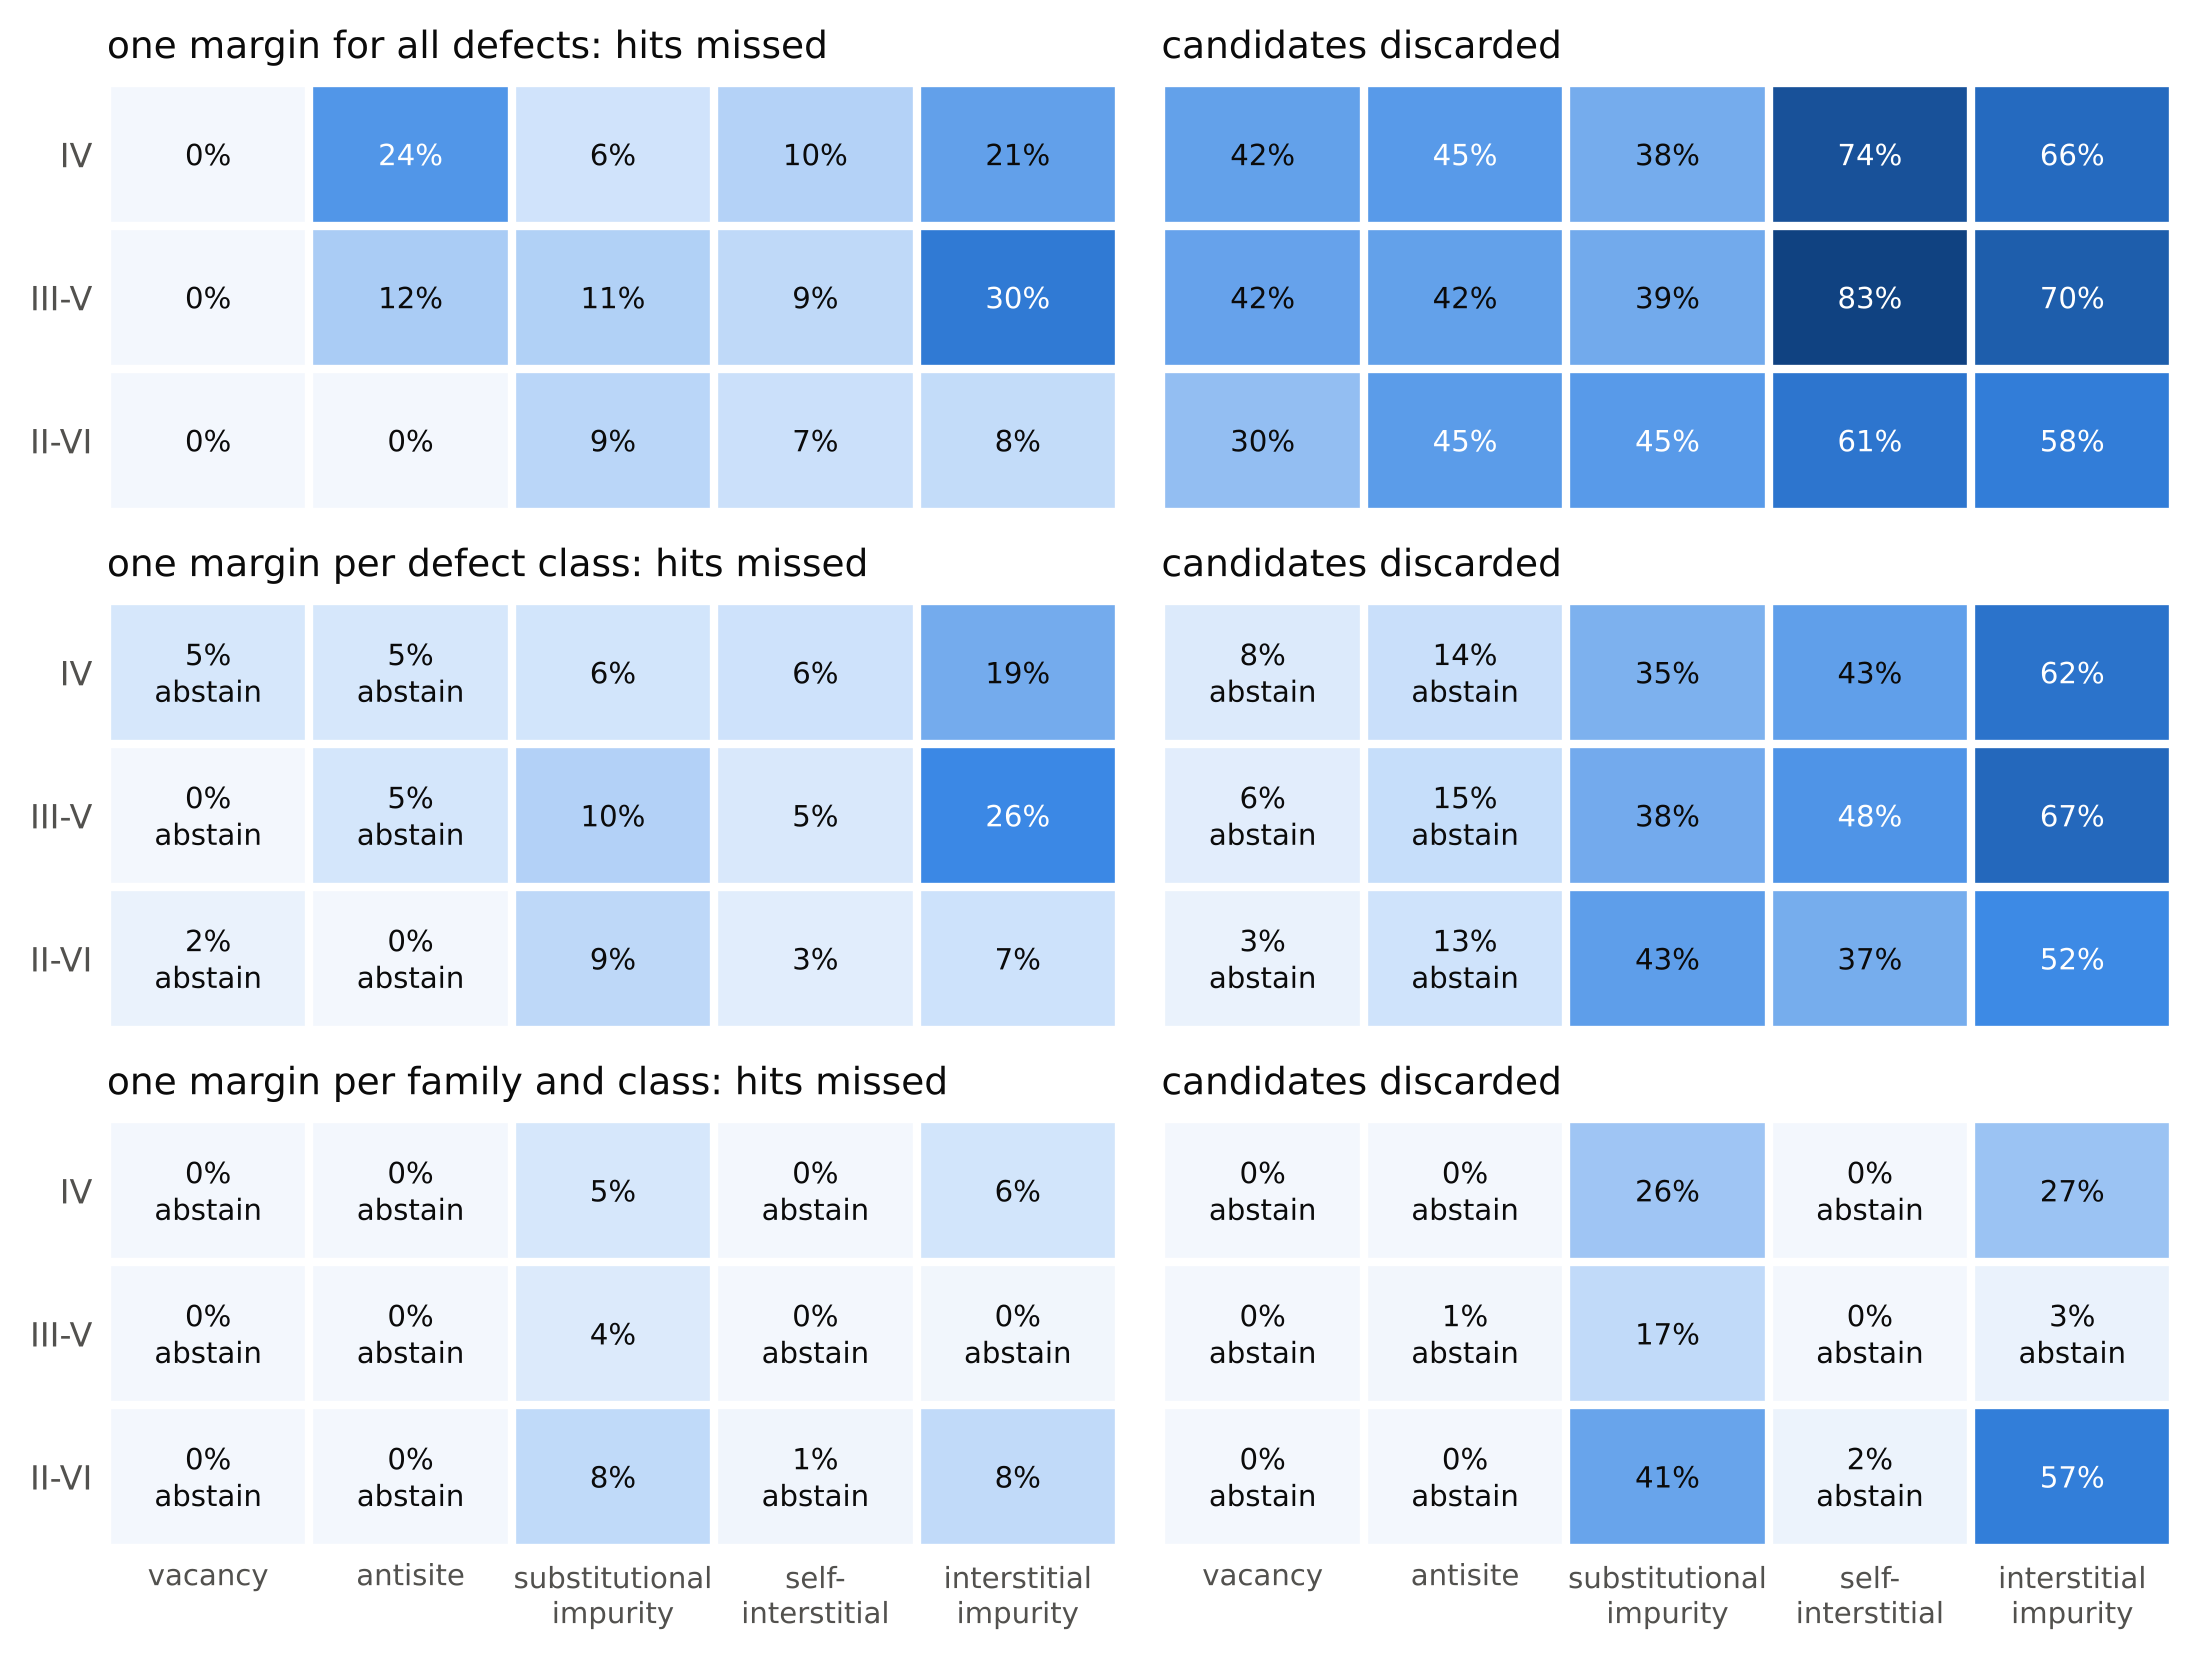 one margin for all defects: hits missed
candidates discarded
IV 0% 24% 6% 10% 21% 42% 45% 38% 74% 66%
III-V 0% 12% 11% 9% 30% 42% 42% 39% 83% 70%
II-VI 0% 0% 9% 7% 8% 30% 45% 45% 61% 58%
one margin per defect class: hits missed
candidates discarded
5% 5% 8% 14%
IV 6% 6% 19% 35% 43% 62%
abstain abstain abstain abstain
0% 5% 6% 15%
III-V 10% 5% 26% 38% 48% 67%
abstain abstain abstain abstain
2% 0% 3% 13%
II-VI 9% 3% 7% 43% 37% 52%
abstain abstain abstain abstain
one margin per family and class: hits missed
candidates discarded
0% 0% 0% 0% 0% 0%
IV 5% 6% 26% 27%
abstain abstain abstain abstain abstain abstain
0% 0% 0% 0% 0% 1% 0% 3%
III-V 4% 17%
abstain abstain abstain abstain abstain abstain abstain abstain
0% 0% 1% 0% 0% 2%
II-VI 8% 8% 41% 57%
abstain abstain abstain abstain abstain abstain
vacancy antisite substitutional self- interstitial vacancy antisite substitutional self- interstitial
impurity interstitial impurity impurity interstitial impurity